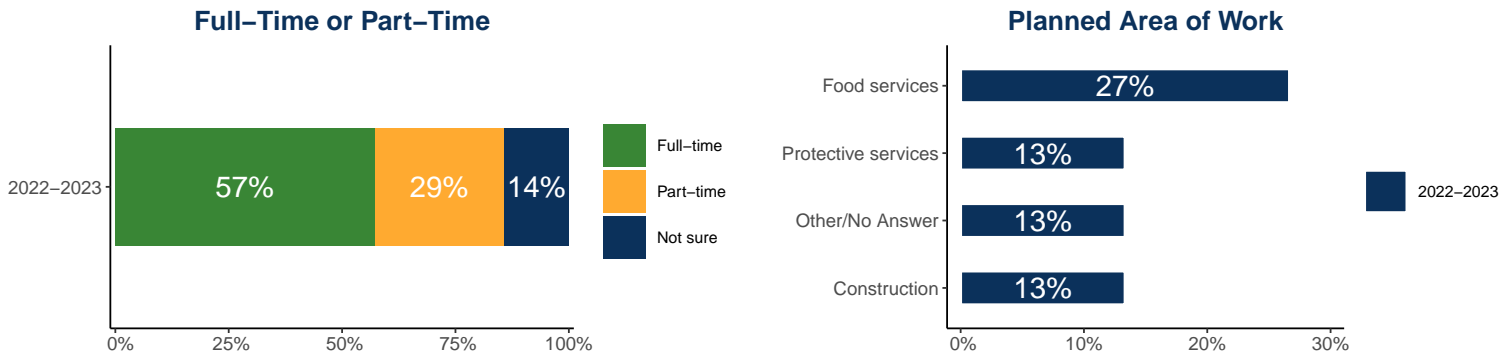 Full−Time or Part−Time
2022−2023
57%
29%
14%
0%
25%
50%
75%
100%
Full−time
Part−time
Not sure
Planned Area of Work
Food services
27%
Protective services
13%
Other/No Answer
13%
Construction
13%
0%
10%
20%
30%
2022−2023